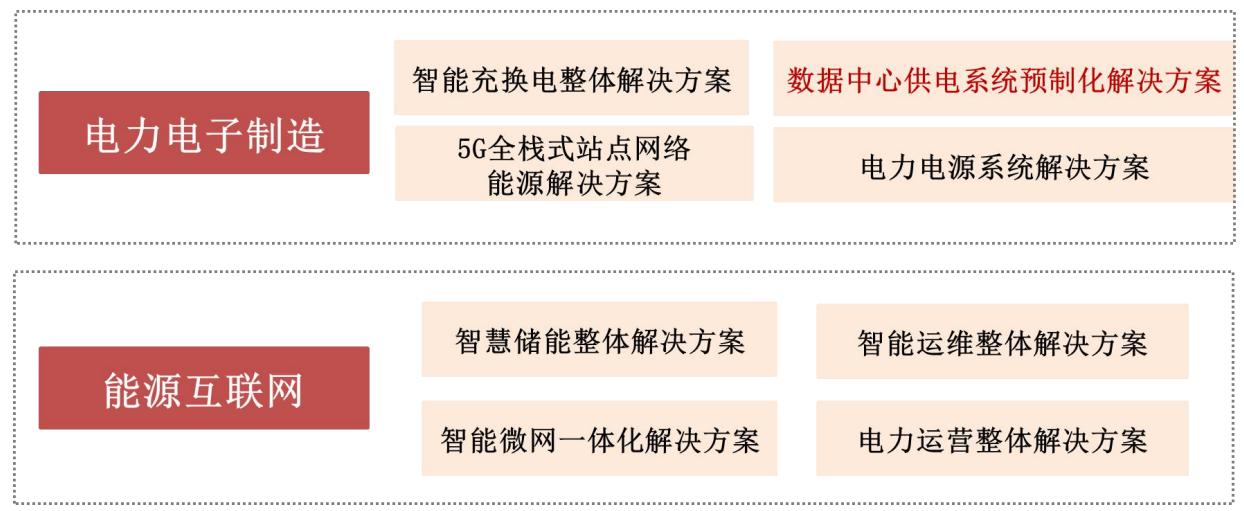 电力电子制造
智能充换电整体解决方案
数据中心供电系统预制化解决方案
5G全栈式站点网络
能源解决方案
电力电源系统解决方案
能源互联网
智慧储能整体解决方案
智能运维整体解决方案
智能微网一体化解决方案
电力运营整体解决方案